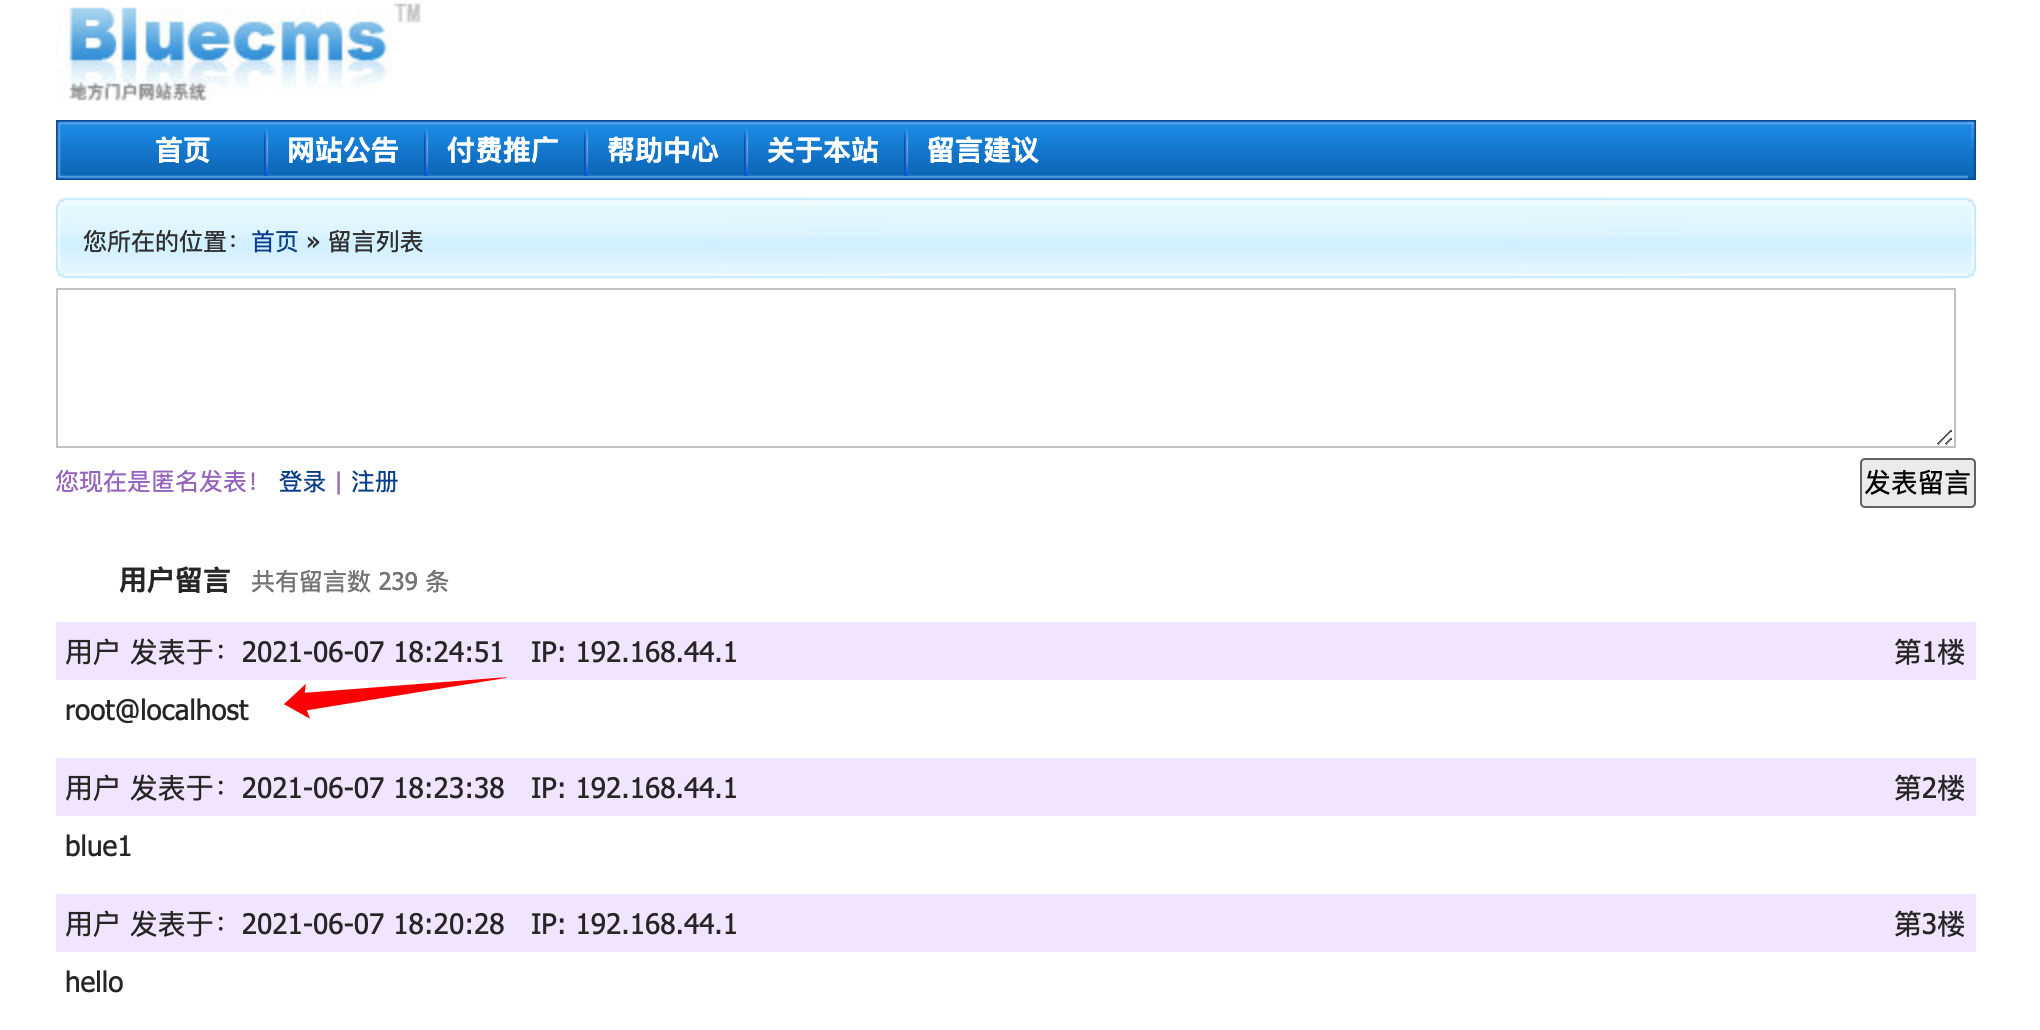 Bluecms™
地方门户网站系统
首页 网站公告 付费推广 帮助中心 关于本站 留言建议
您所在的位置：首页 » 留言列表
您现在是匿名发表！ 登录 | 注册 发表留言
用户留言 共有留言数 239 条
用户 发表于：2021-06-07 18:24:51 IP: 192.168.44.1 第1楼
root@localhost
用户 发表于：2021-06-07 18:23:38 IP: 192.168.44.1 第2楼
blue1
用户 发表于：2021-06-07 18:20:28 IP: 192.168.44.1 第3楼
hello